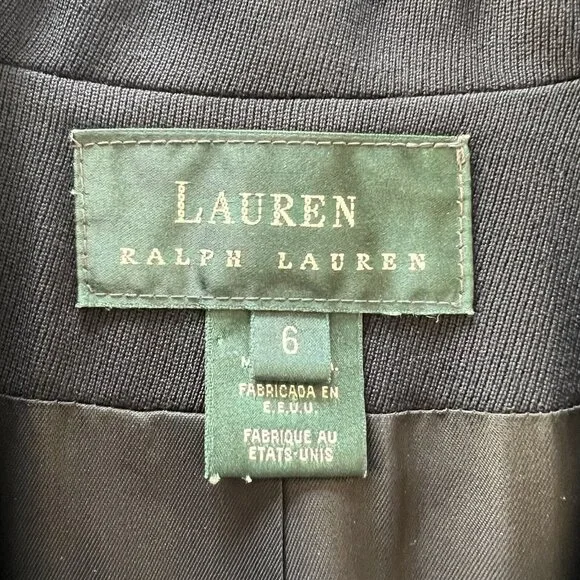 LAUREN
RALPH LAUREN
6
FABRICADA EN
E.E.U.U.
FABRIQUE AU
ETATS-UNIS